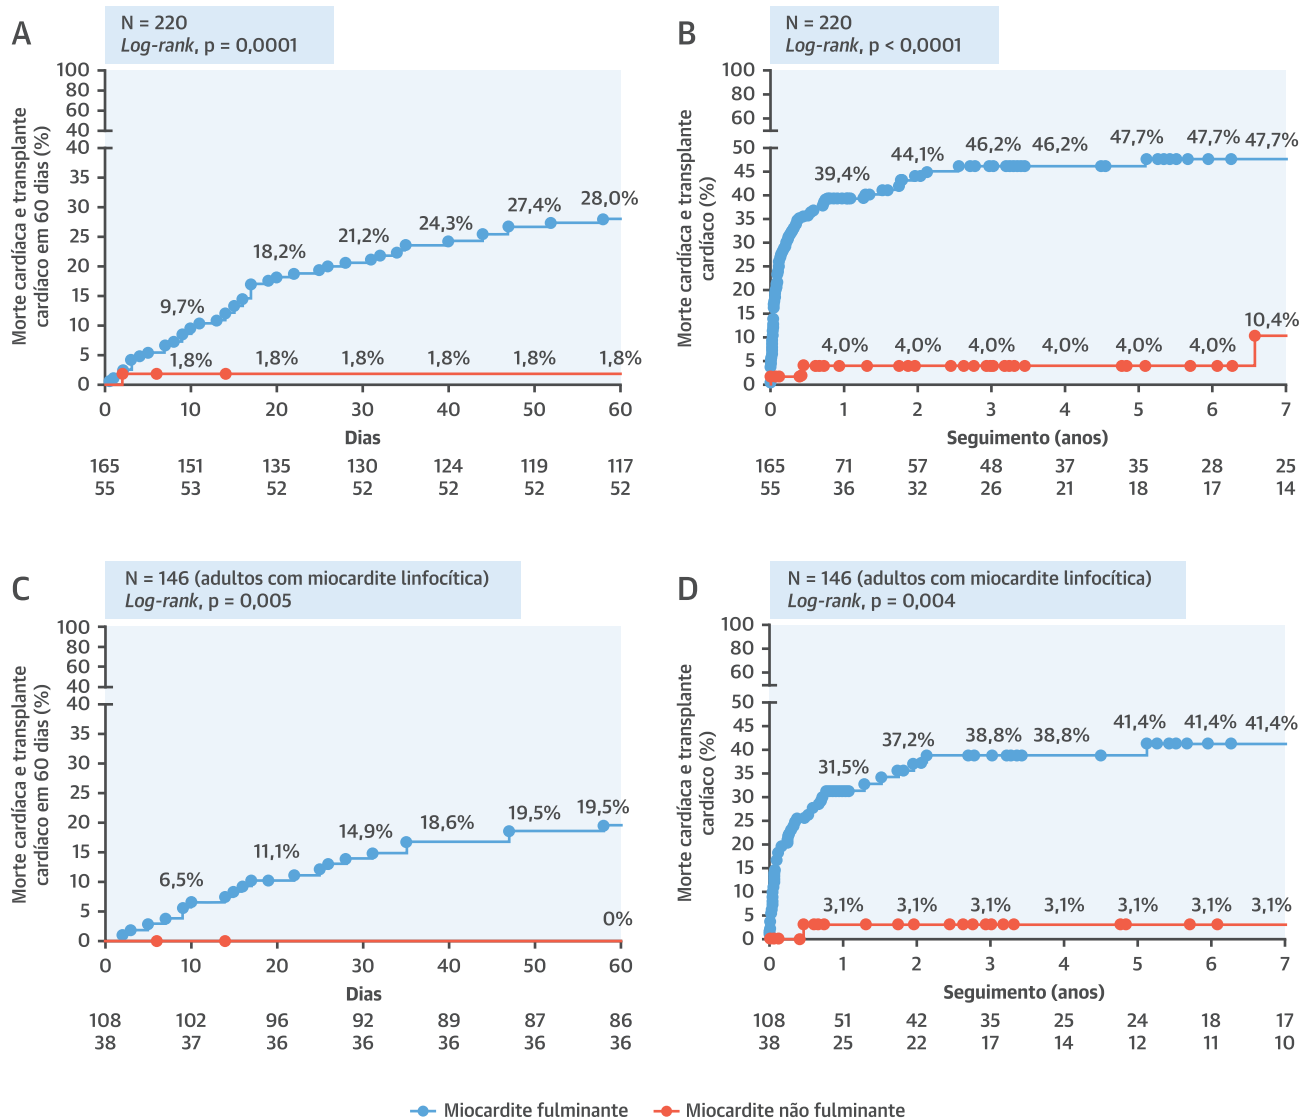 A
N = 220
Log-rank, p = 0,0001
Morte cardíaca e transplante
cardíaco em 60 dias (%)
100
80
60
40
40
35
30
25
20
15
10
5
0
9,7%
18,2%
21,2%
24,3%
27,4%
28,0%
1,8%
1,8%
1,8%
1,8%
1,8%
1,8%
0 10 20 30 40 50 60
Dias
165 151 135 130 124 119 117
55 53 52 52 52 52 52
B
N = 220
Log-rank, p < 0,0001
Morte cardíaca e transplante
cardíaco (%)
100
80
60
50
45
40
35
30
25
20
15
10
5
0
39,4%
44,1%
46,2%
46,2%
47,7%
47,7%
47,7%
4,0%
4,0%
4,0%
4,0%
4,0%
4,0%
10,4%
0 1 2 3 4 5 6 7
Seguimento (anos)
165 71 57 48 37 35 28 25
55 36 32 26 21 18 17 14
C
N = 146 (adultos com miocardite linfocítica)
Log-rank, p = 0,005
Morte cardíaca e transplante
cardíaco em 60 dias (%)
100
80
60
40
40
35
30
25
20
15
10
5
0
6,5%
11,1%
14,9%
18,6%
19,5%
19,5%
0%
0 10 20 30 40 50 60
Dias
108 102 96 92 89 87 86
38 37 36 36 36 36 36
D
N = 146 (adultos com miocardite linfocítica)
Log-rank, p = 0,004
Morte cardíaca e transplante
cardíaco (%)
100
80
60
50
45
40
35
30
25
20
15
10
5
0
31,5%
37,2%
38,8%
38,8%
41,4%
41,4%
41,4%
3,1%
3,1%
3,1%
3,1%
3,1%
3,1%
3,1%
0 1 2 3 4 5 6 7
Seguimento (anos)
108 51 42 35 25 24 18 17
38 25 22 17 14 12 11 10
Miocardite fulminante
Miocardite não fulminante